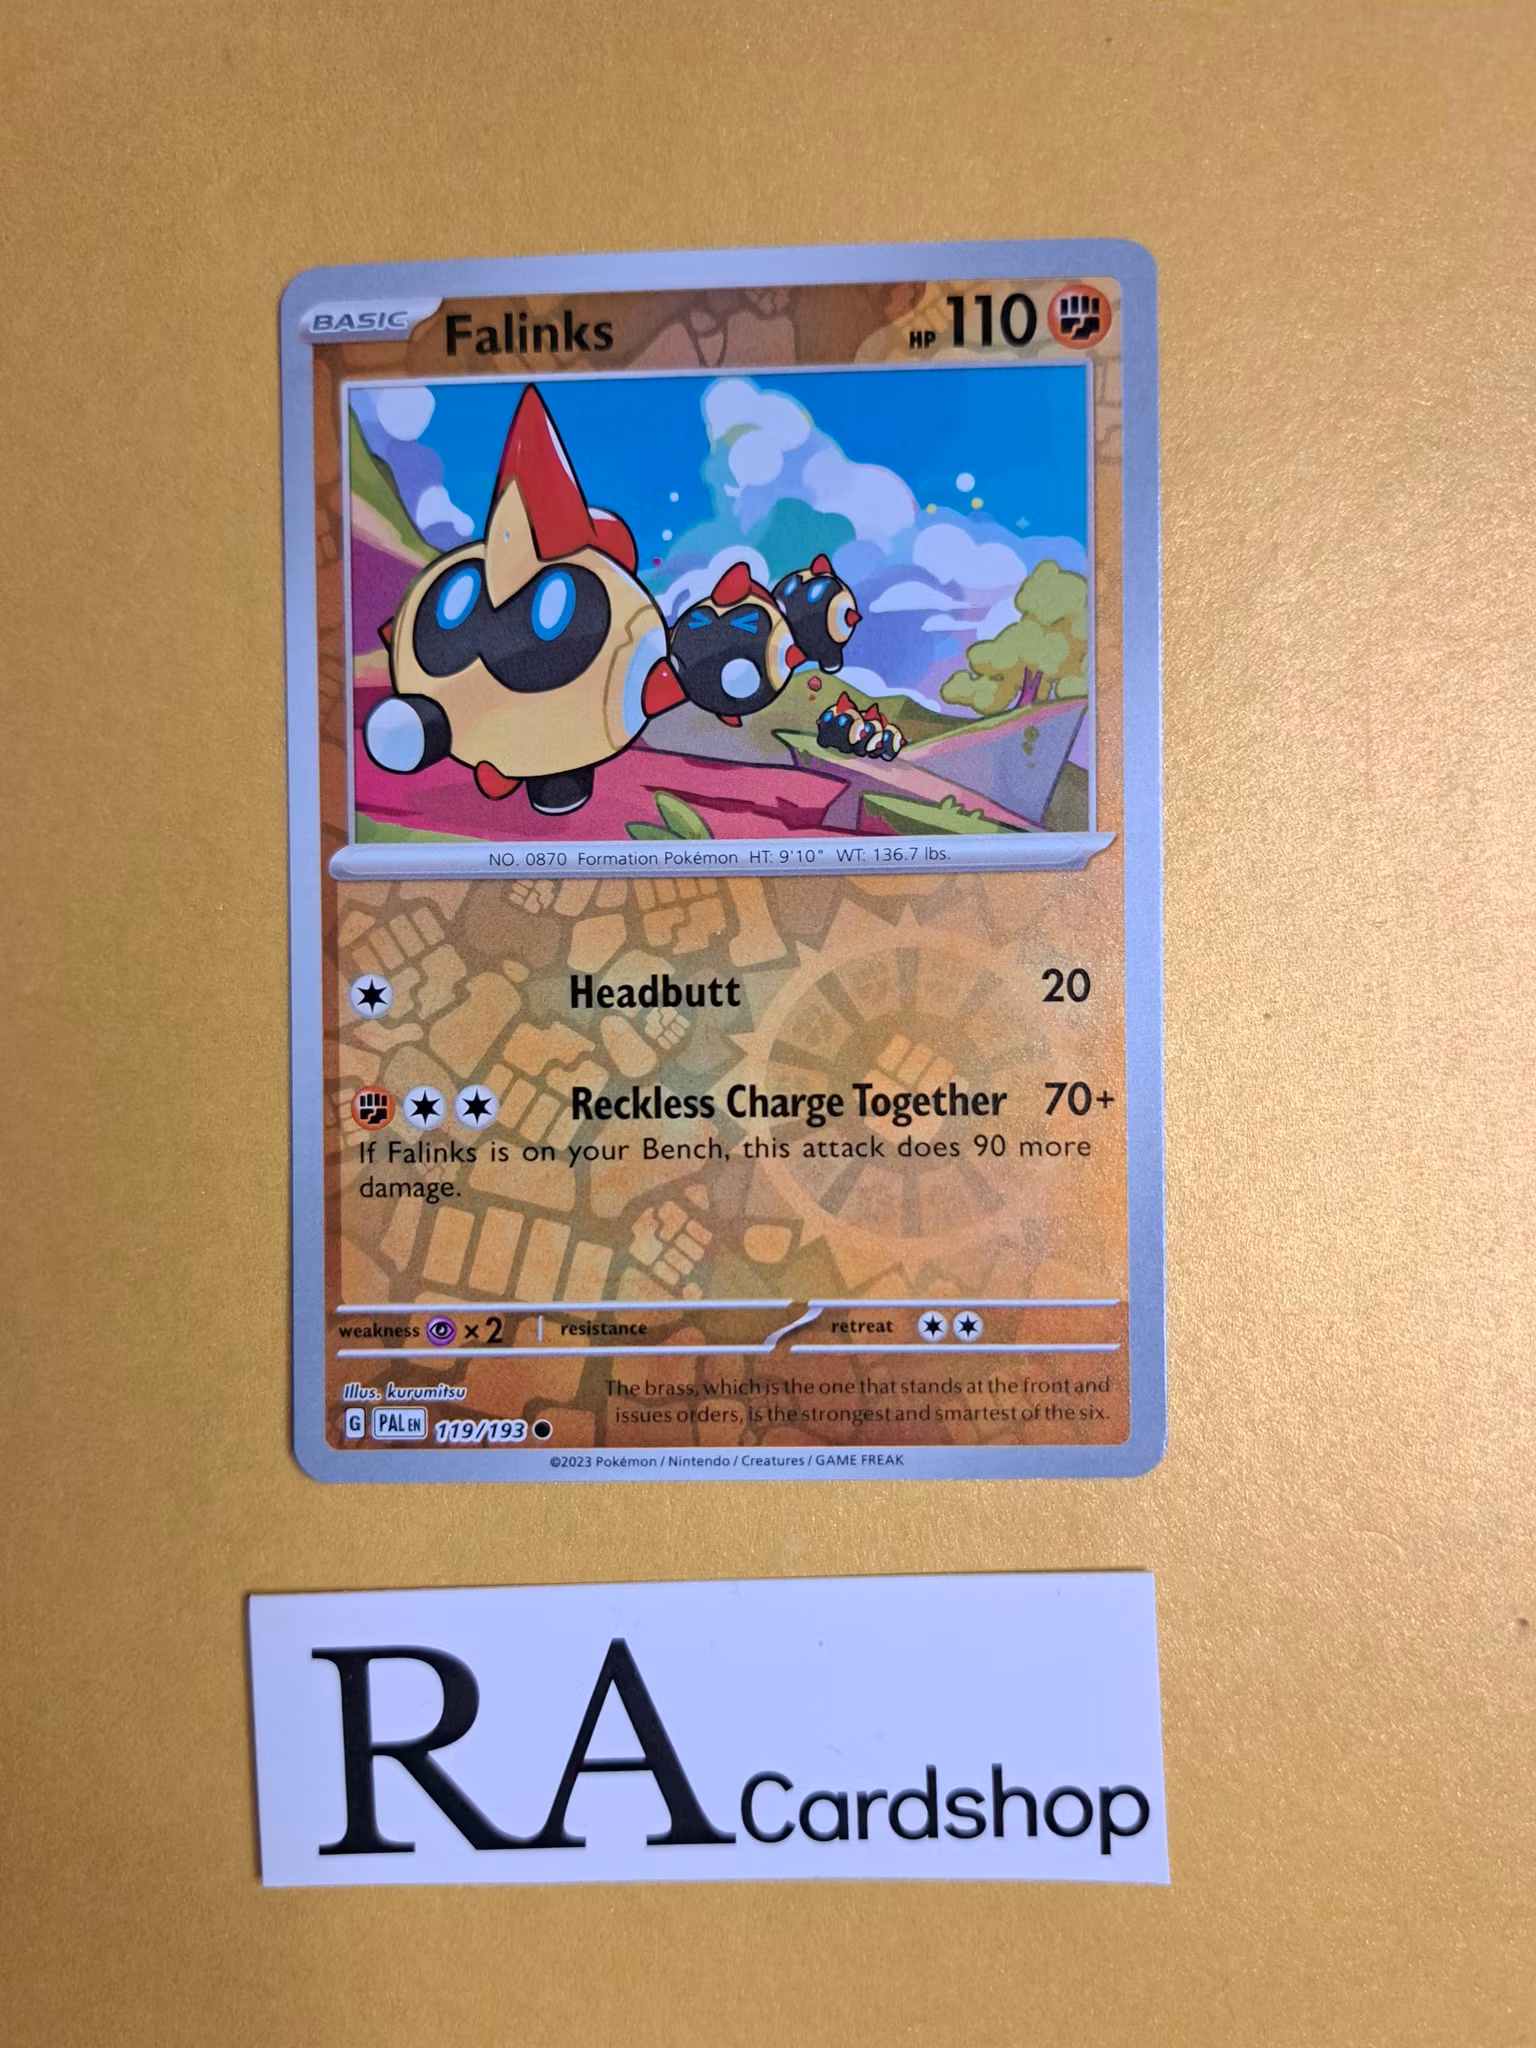 BASIC Falinks HP 110
NO. 0870 Formation Pokémon HT: 9'10" WT: 136.7 lbs.
Headbutt 20
Reckless Charge Together 70+
If Falinks is on your Bench, this attack does 90 more
damage.
weakness ×2 resistance retreat
Illus. kurumitsu
The brass, which is the one that stands at the front and
issues orders, is the strongest and smartest of the six.
G PAL EN 119/193
©2023 Pokémon / Nintendo / Creatures / GAME FREAK
RA Cardshop